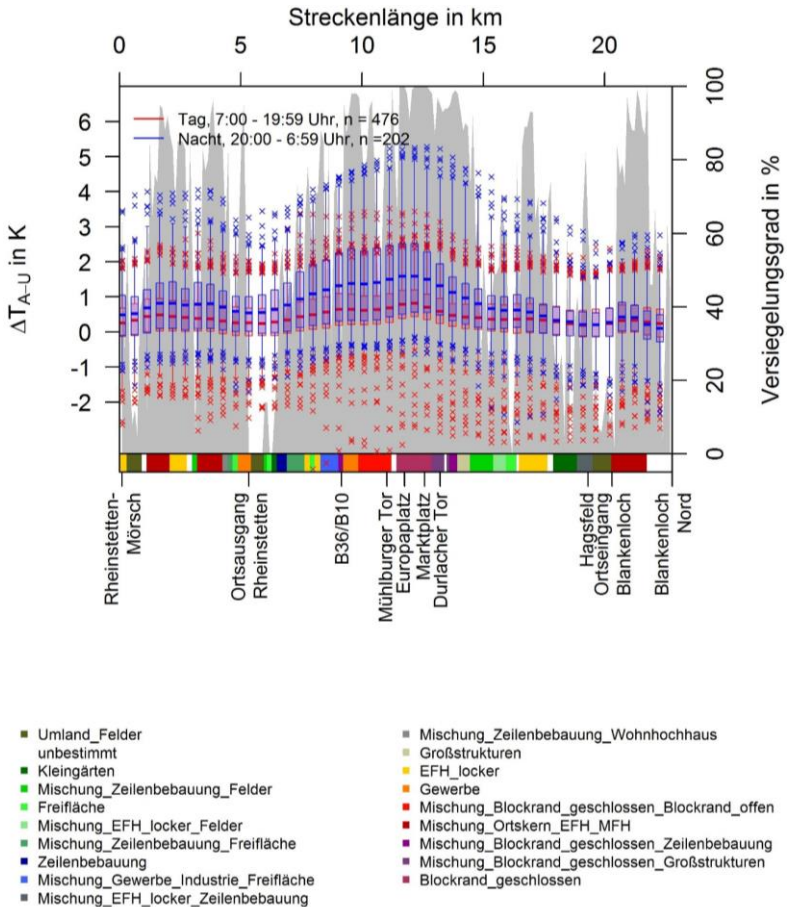 Streckenlänge in km
0 5 10 15 20
6
5
4
3
2
1
0
-1
-2
ΔT A−U in K
Tag, 7:00 - 19:59 Uhr, n = 476
Nacht, 20:00 - 6:59 Uhr, n =202
100
80
60
40
20
0
Versiegelungsgrad in %
Rheinstetten-
Mörsch
Ortsausgang
Rheinstetten
B36/B10
Mühlburger Tor
Europaplatz
Marktplatz
Durlacher Tor
Hagsfeld
Ortseingang
Blankenloch
Blankenloch
Nord
Umland_Felder
unbestimmt
Kleingärten
Mischung_Zeilenbebauung_Felder
Freifläche
Mischung_EFH_locker_Felder
Mischung_Zeilenbebauung_Freifläche
Zeilenbebauung
Mischung_Gewerbe_Industrie_Freifläche
Mischung_EFH_locker_Zeilenbebauung
Mischung_Zeilenbebauung_Wohnhochhaus
Großstrukturen
EFH_locker
Gewerbe
Mischung_Blockrand_geschlossen_Blockrand_offen
Mischung_Ortskern_EFH_MFH
Mischung_Blockrand_geschlossen_Zeilenbebauung
Mischung_Blockrand_geschlossen_Großstrukturen
Blockrand_geschlossen